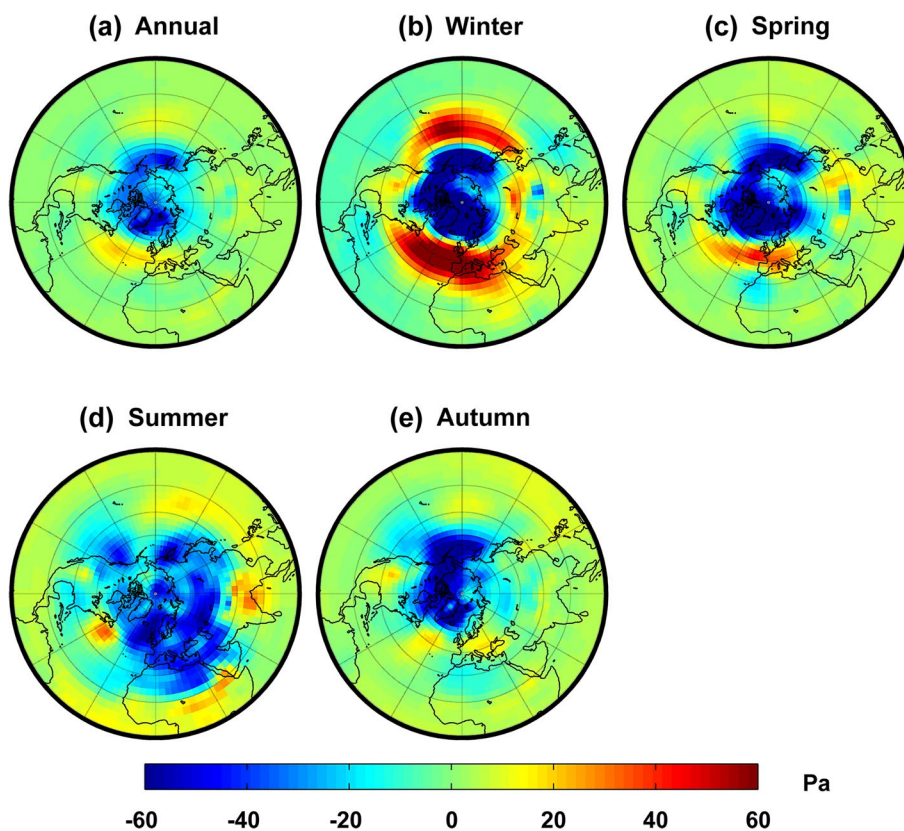 (a) Annual
(b) Winter
(c) Spring
(d) Summer
(e) Autumn
Pa
-60 -40 -20 0 20 40 60